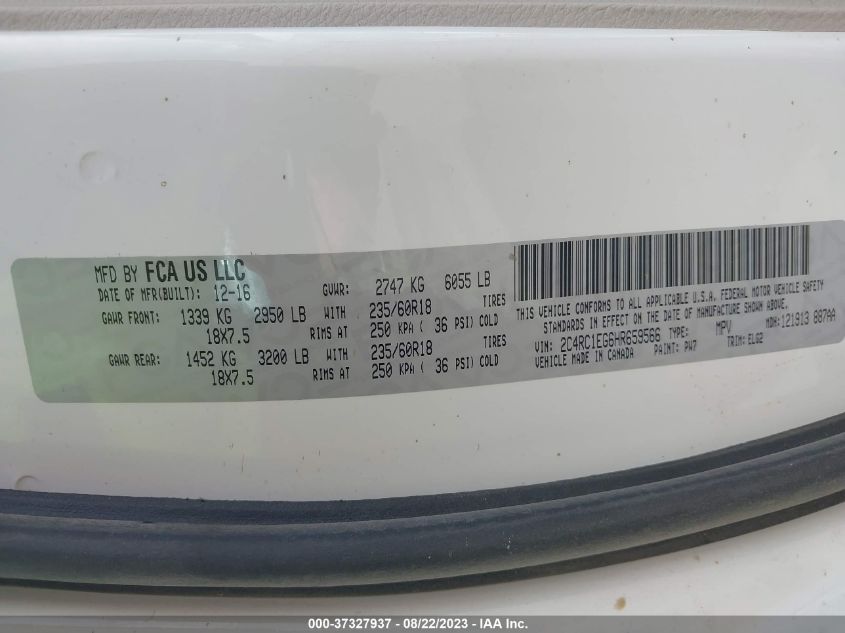 MFD BY FCA US LLC
DATE OF MFR(BUILT): 12-16 GVWR: 2747 KG 6055 LB
GAWR FRONT: 1339 KG 2950 LB WITH 235/60R18 TIRES
18X7.5 RIMS AT 250 KPA ( 36 PSI) COLD
GAWR REAR: 1452 KG 3200 LB WITH 235/60R18 TIRES
18X7.5 RIMS AT 250 KPA ( 36 PSI) COLD
THIS VEHICLE CONFORMS TO ALL APPLICABLE U.S.A. FEDERAL MOTOR VEHICLE SAFETY
STANDARDS IN EFFECT ON THE DATE OF MANUFACTURE SHOWN ABOVE.
VIN: 2C4RC1EG6HR659566 TYPE: MPV MDH: 121913 887AA
VEHICLE MADE IN CANADA PAINT: PW7 TRIM: ELG2
000-37327937 - 08/22/2023 - IAA Inc.